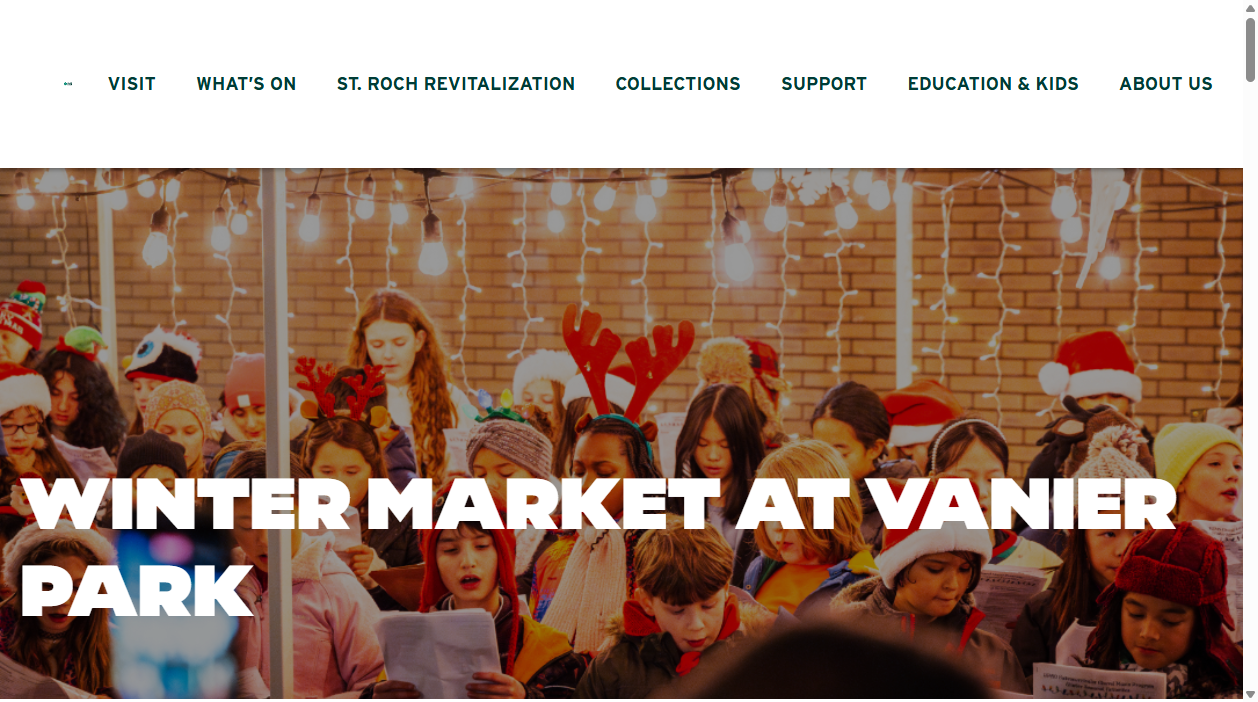 VISIT
WHAT'S ON
ST. ROCH REVITALIZATION
COLLECTIONS
SUPPORT
EDUCATION & KIDS
ABOUT US
WINTER MARKET AT VANIER
PARK